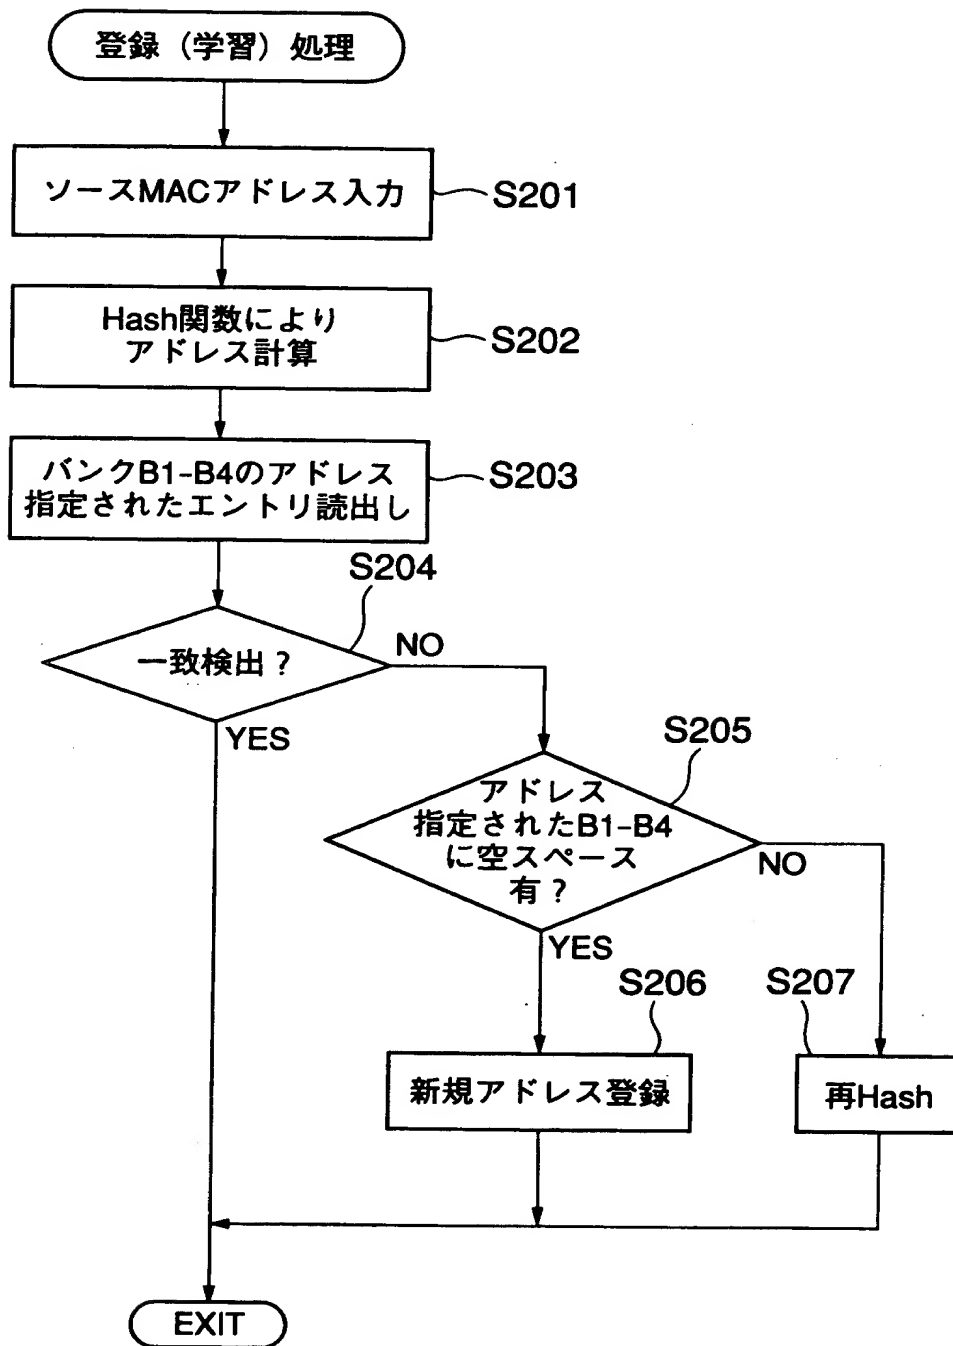 登録（学習）処理
ソースMACアドレス入力
S201
Hash関数により
アドレス計算
S202
バンクB1-B4のアドレス
指定されたエントリ読出し
S203
S204
一致検出？
NO
YES
S205
アドレス
指定されたB1-B4
に空スペース
有？
NO
YES
S206
S207
新規アドレス登録
再Hash
EXIT